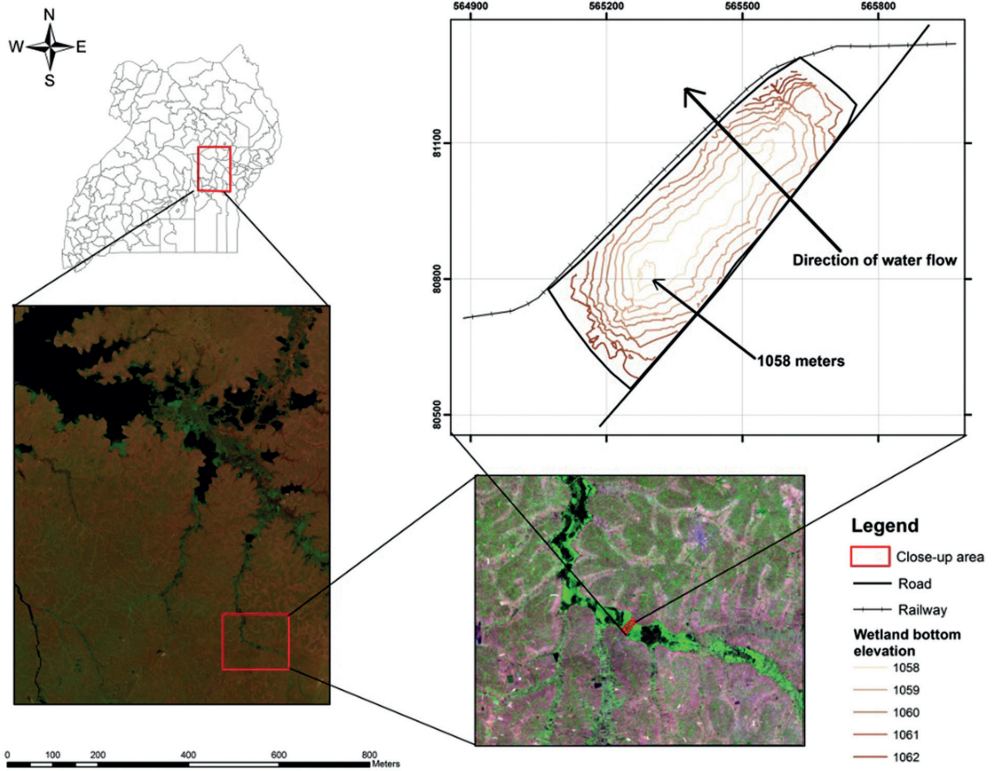 N
W E
S
564900 565200 565500 565800
81100
80800
80500
Direction of water flow
1058 meters
Legend
Close-up area
Road
Railway
Wetland bottom
elevation
1058
1059
1060
1061
1062
0 100 200 400 600 800
Meters